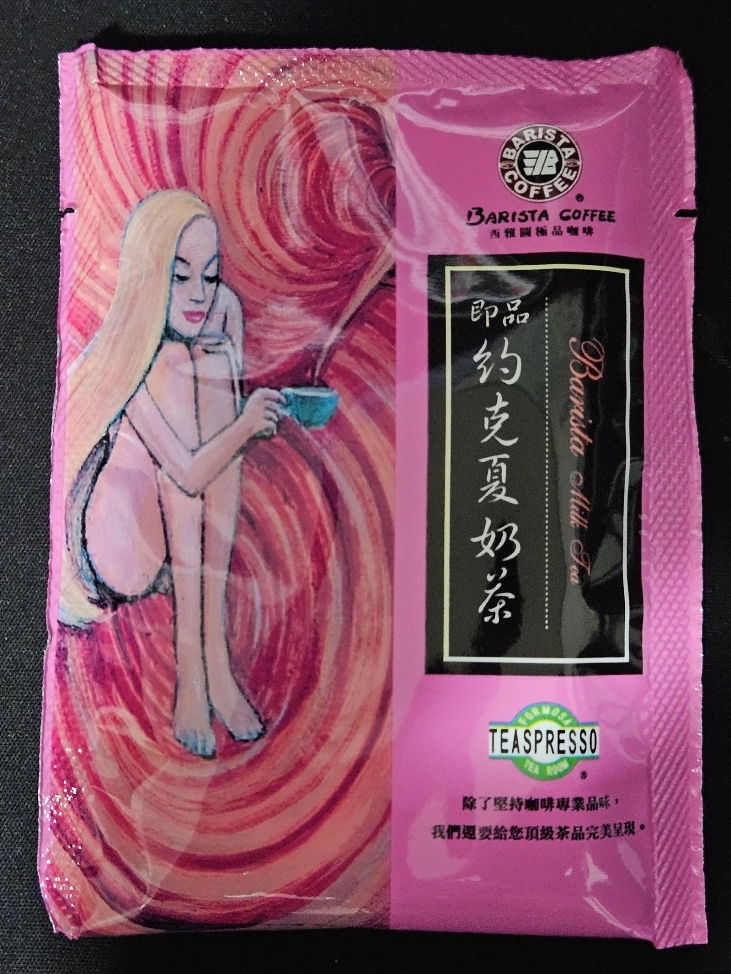 BARISTA
COFFEE
®
BARISTA COFFEE
西雅圖極品咖啡
即品
約克夏奶茶
Barista Milk Tea
FORMOSA
TEASPRESSO
TEA ROOM
®
除了堅持咖啡專業品味，
我們還要給您頂級茶品完美呈現。